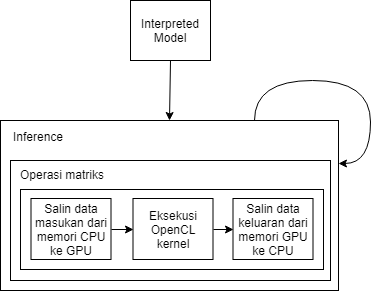 Interpreted
Model
Inference
Operasi matriks
Salin data
masukan dari
memori CPU
ke GPU
Eksekusi
OpenCL
kernel
Salin data
keluaran dari
memori GPU
ke CPU